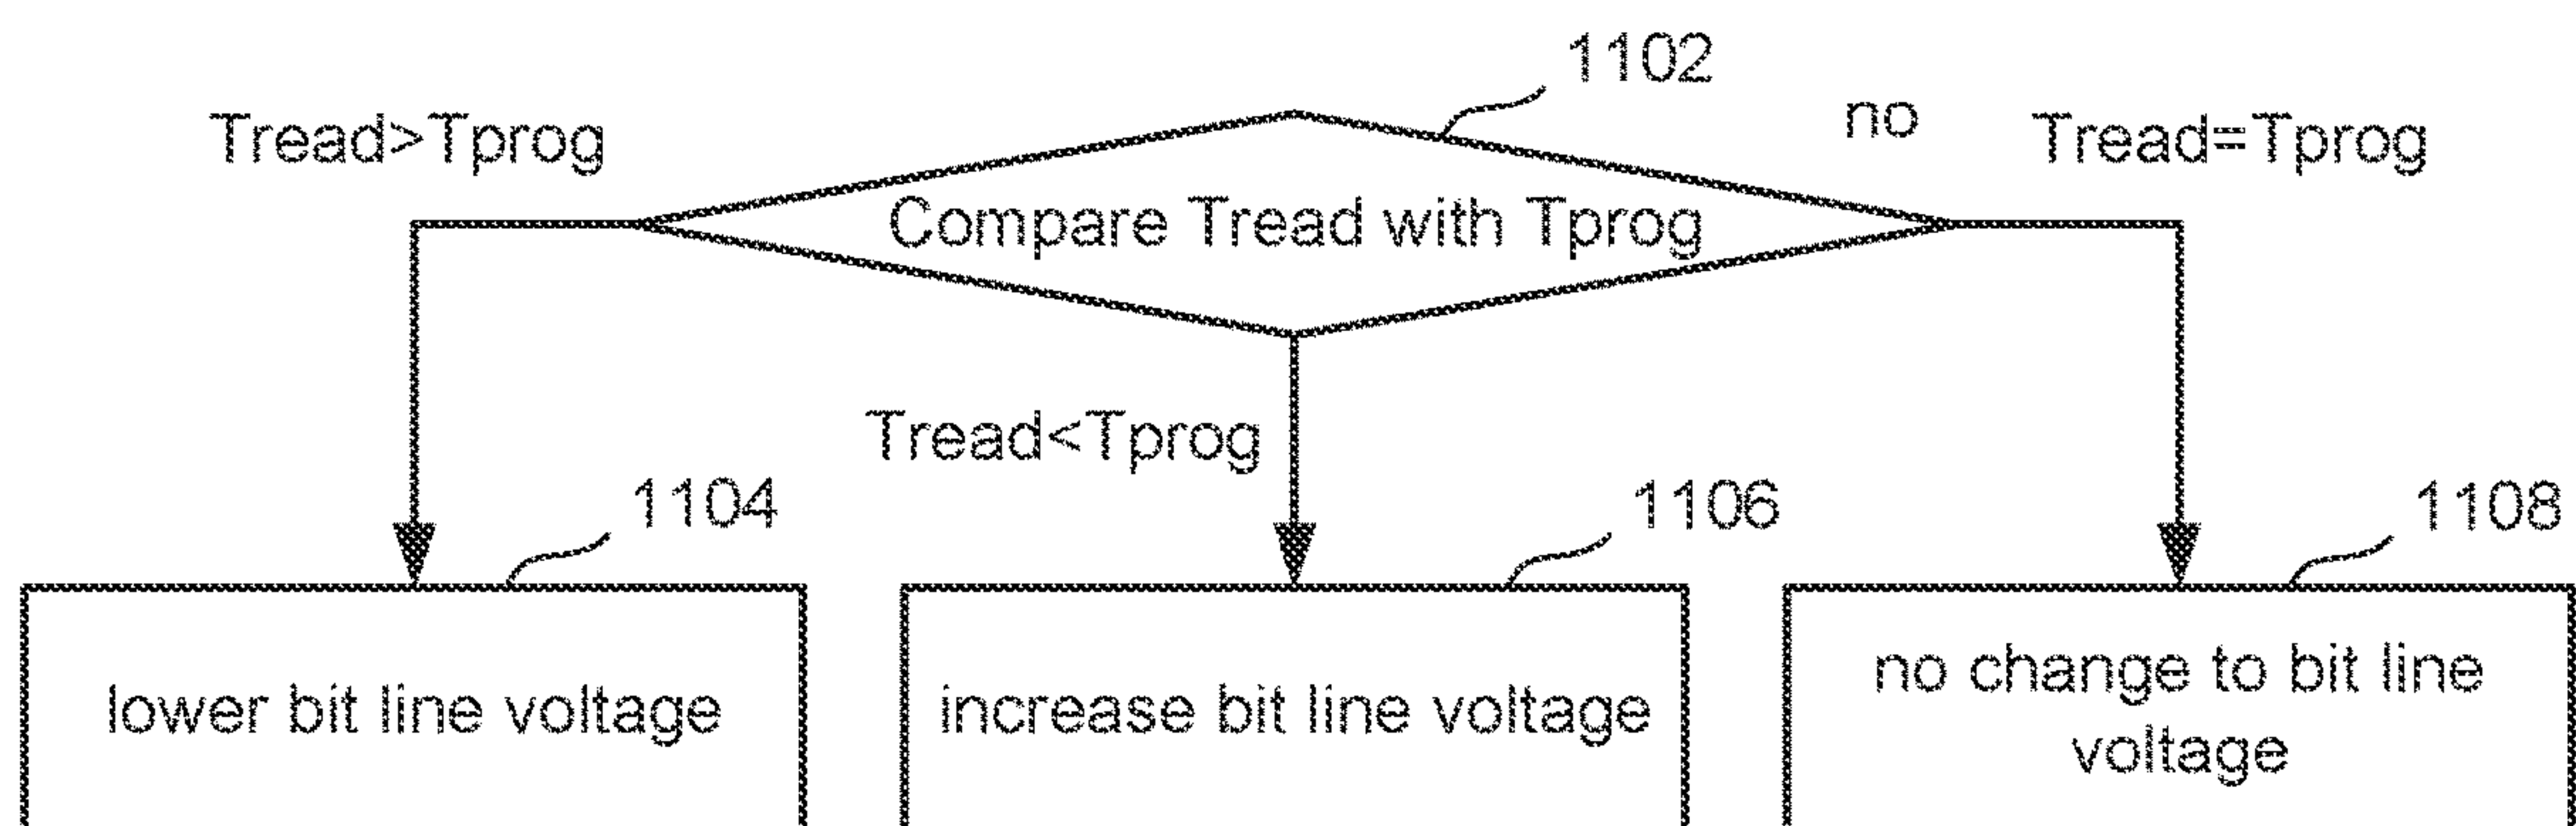 1102
no
Tread>Tprog
Tread=Tprog
Compare Tread with Tprog
Tread<Tprog
1104
1106
1108
lower bit line voltage
increase bit line voltage
no change to bit line
voltage